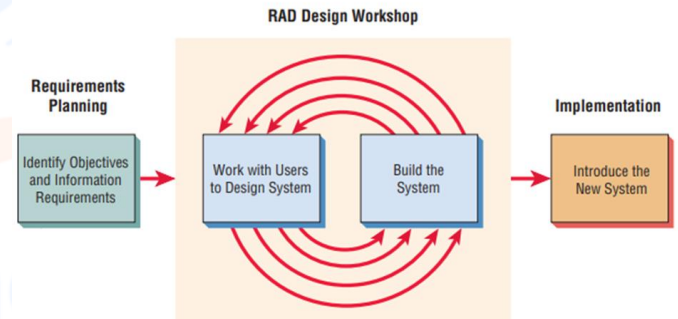 RAD Design Workshop
Requirements
Planning
Implementation
Identify Objectives
and Information
Requirements
Work with Users
to Design System
Build the
System
Introduce the
New System